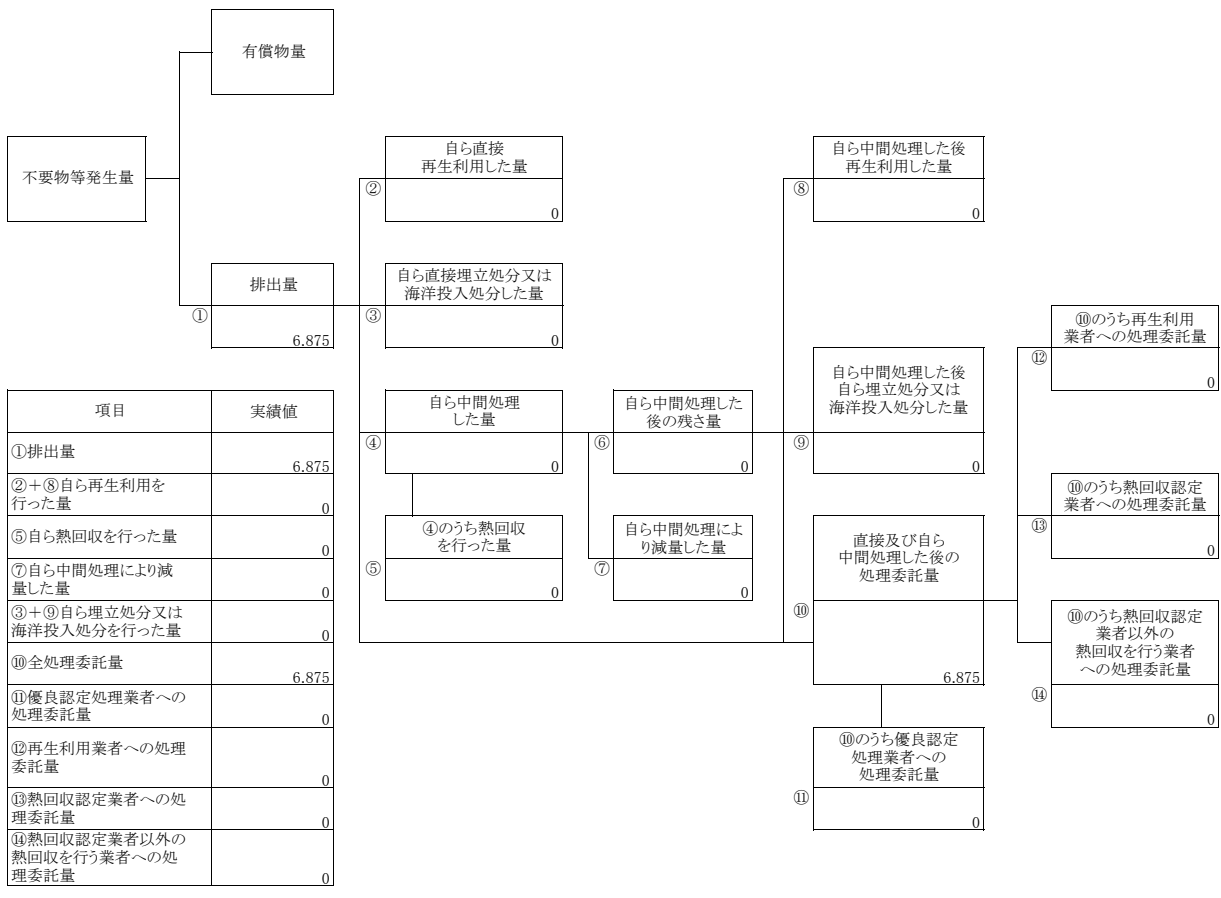 有償物量
不要物等発生量
排出量
①
6.875
自ら直接
再生利用した量
②
0
自ら直接埋立処分又は
海洋投入処分した量
③
0
自ら中間処理
した量
④
0
④のうち熱回収
を行った量
⑤
0
自ら中間処理した
後の残さ量
⑥
0
自ら中間処理によ
り減量した量
⑦
0
自ら中間処理した後
再生利用した量
⑧
0
自ら中間処理した後
自ら埋立処分又は
海洋投入処分した量
⑨
0
直接及び自ら
中間処理した後の
処理委託量
⑩
6.875
⑩のうち優良認定
処理業者への
処理委託量
⑪
0
⑩のうち再生利用
業者への処理委託量
⑫
0
⑩のうち熱回収認定
業者への処理委託量
⑬
0
⑩のうち熱回収認定
業者以外の
熱回収を行う業者
への処理委託量
⑭
0
項目 実績値
①排出量
6.875
②＋⑧自ら再生利用を
行った量
0
⑤自ら熱回収を行った量
0
⑦自ら中間処理により減
量した量
0
③＋⑨自ら埋立処分又は
海洋投入処分を行った量
0
⑩全処理委託量
6.875
⑪優良認定処理業者への
処理委託量
0
⑫再生利用業者への処理
委託量
0
⑬熱回収認定業者への処
理委託量
0
⑭熱回収認定業者以外の
熱回収を行う業者への処
理委託量
0